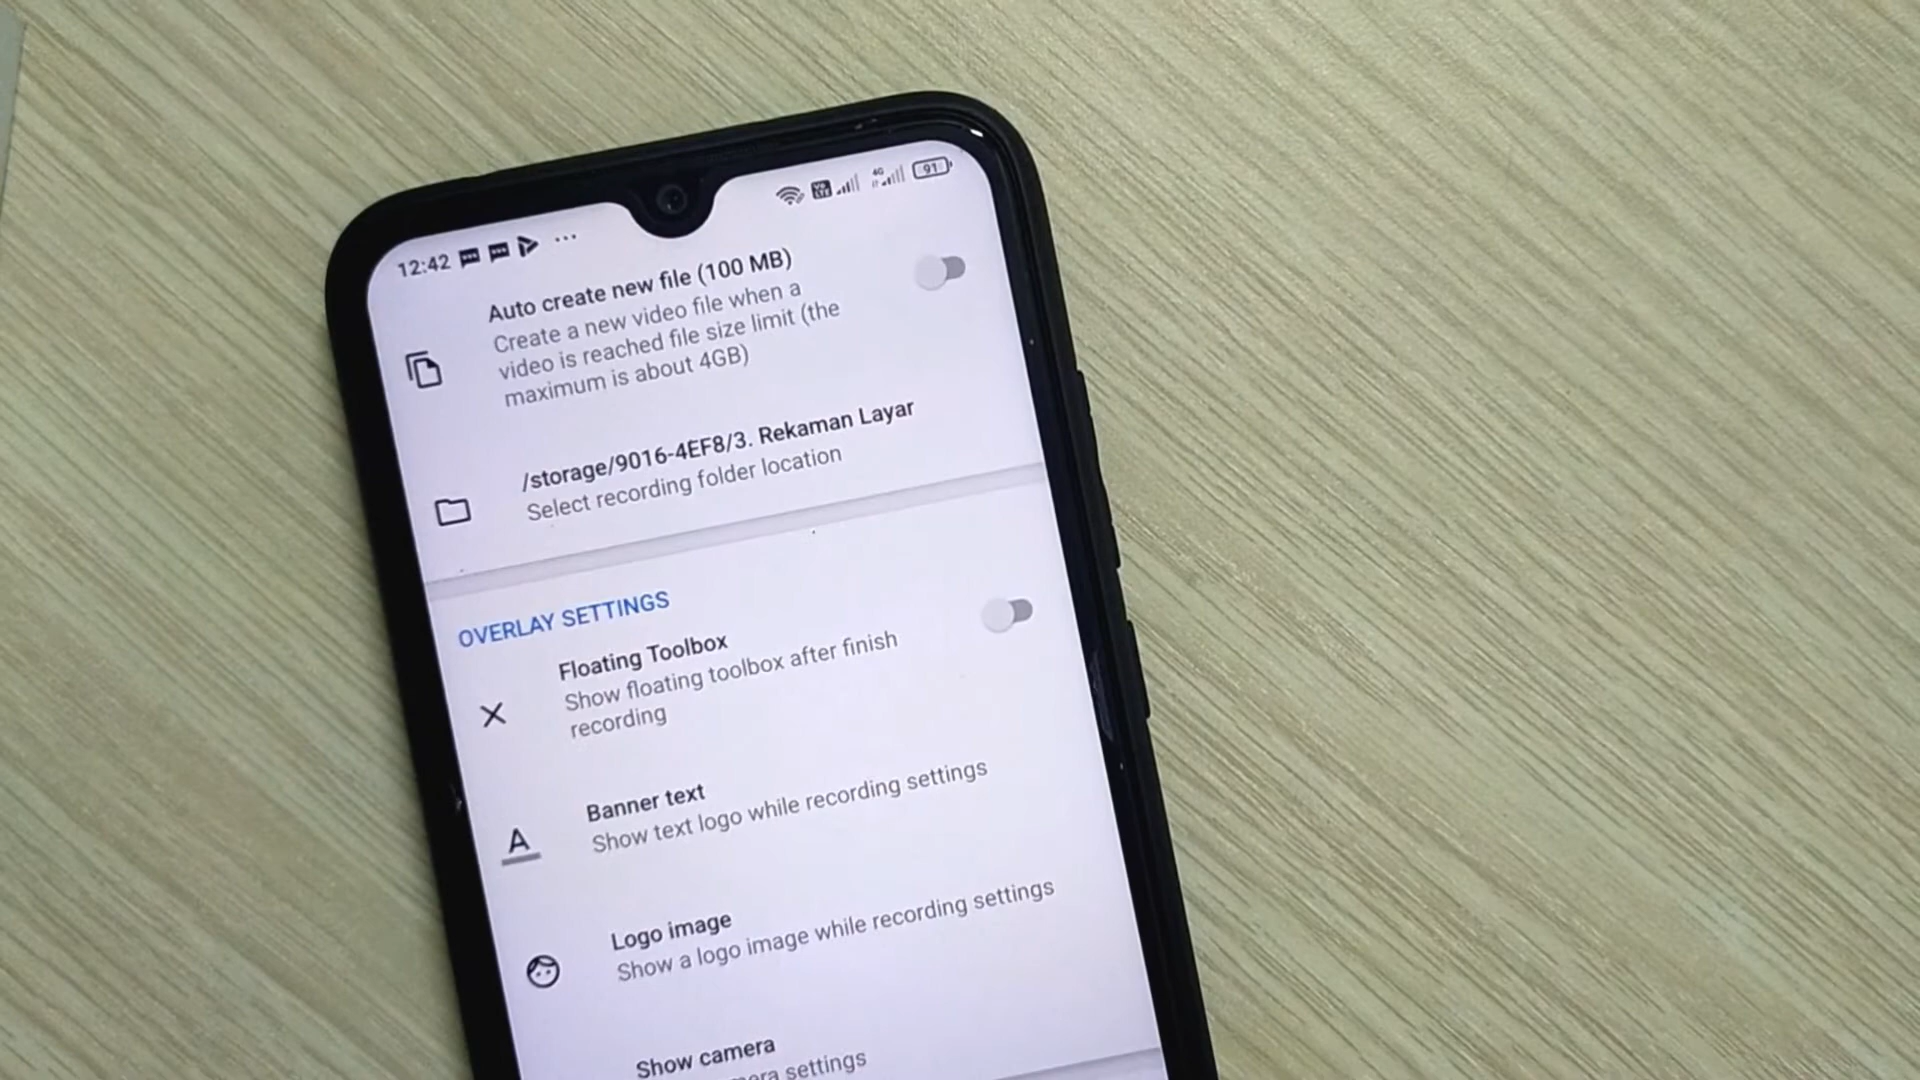 12:42
4G
91
Auto create new file (100 MB)
Create a new video file when a
video is reached file size limit (the
maximum is about 4GB)
/storage/9016-4EF8/3. Rekaman Layar
Select recording folder location
OVERLAY SETTINGS
Floating Toolbox
Show floating toolbox after finish
recording
Banner text
Show text logo while recording settings
Logo image
Show a logo image while recording settings
Show camera
settings